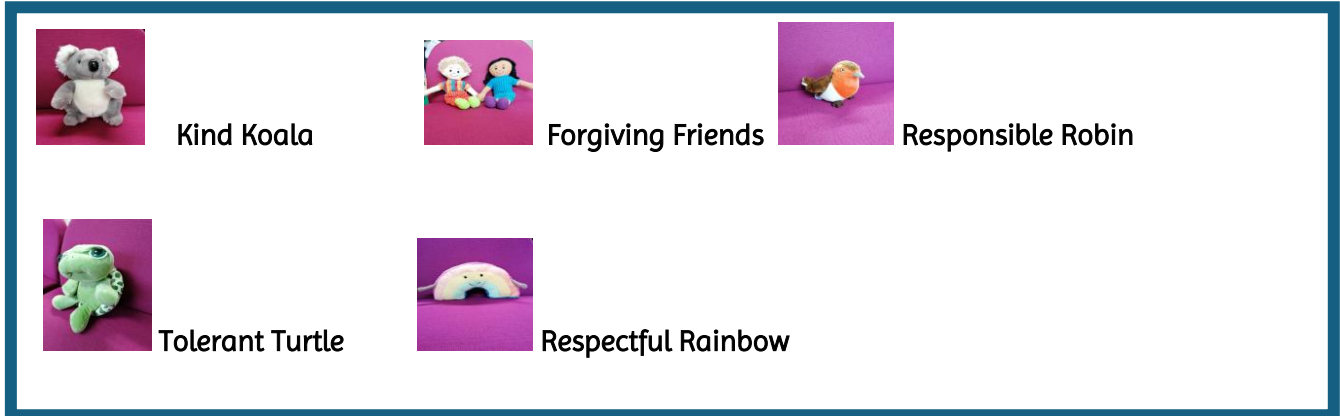 Kind Koala
Forgiving Friends
Responsible Robin
Tolerant Turtle
Respectful Rainbow